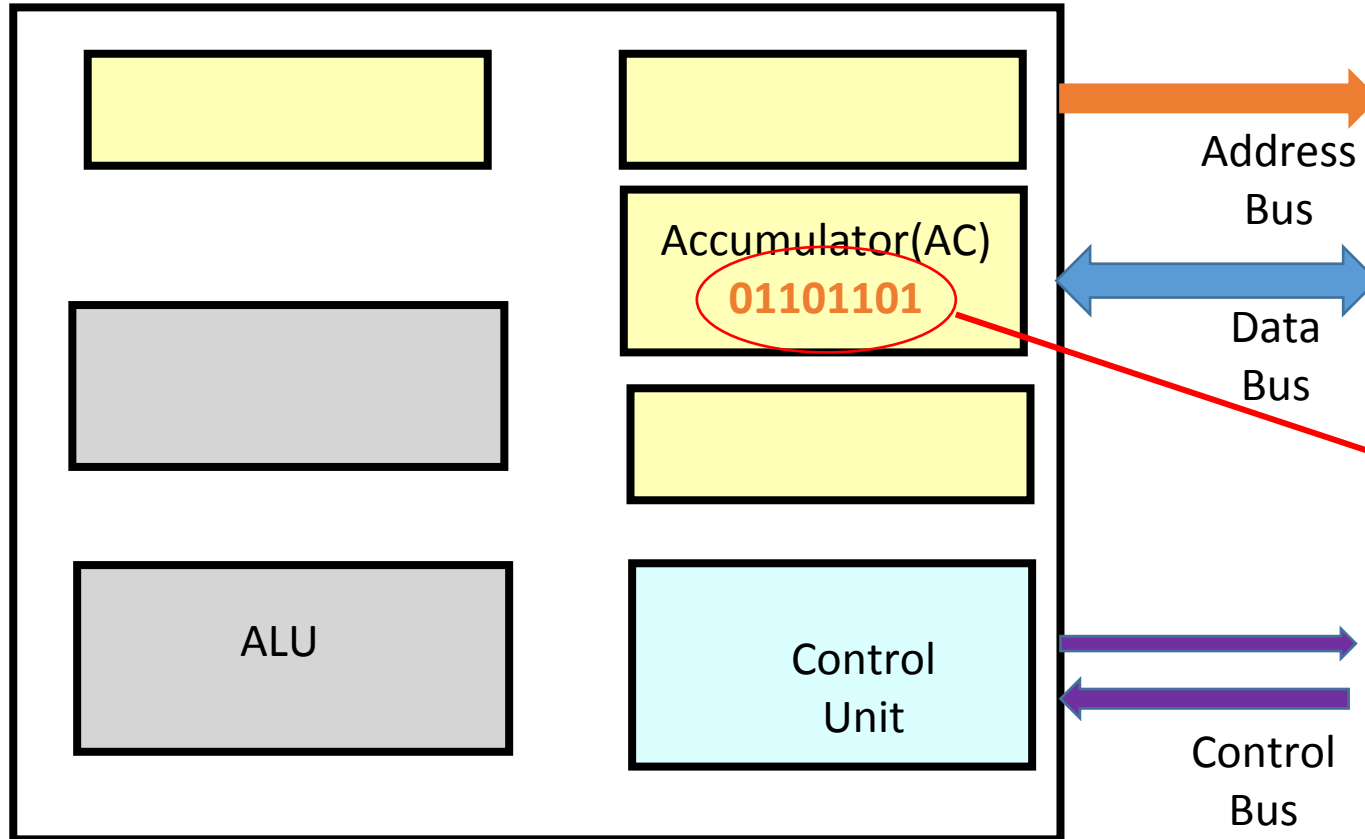 Address
Bus
Accumulator(AC)
01101101
Data
Bus
ALU
Control
Unit
Control
Bus